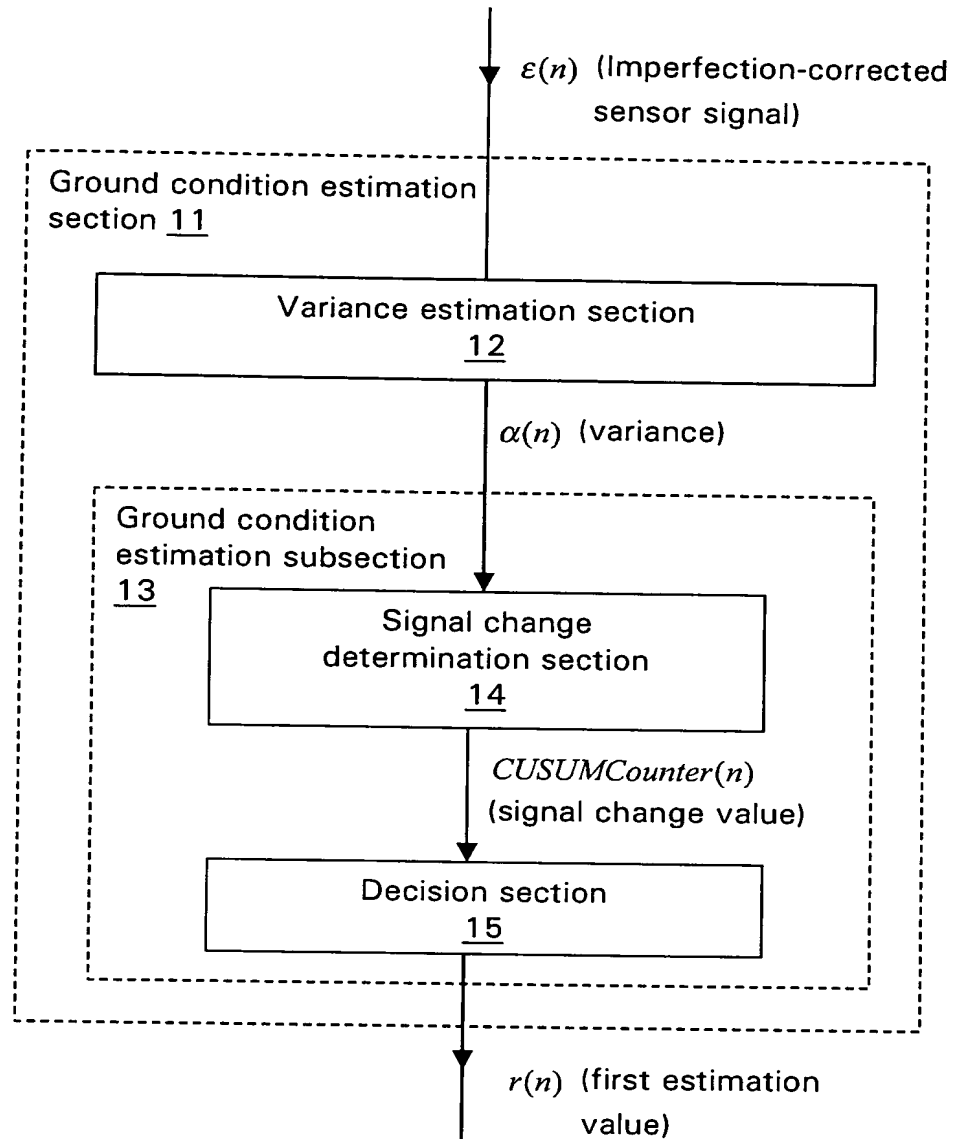 ε(n) (Imperfection-corrected
sensor signal)
Ground condition estimation
section 11
Variance estimation section
12
α(n) (variance)
Ground condition
estimation subsection
13
Signal change
determination section
14
CUSUMCounter(n)
(signal change value)
Decision section
15
r(n) (first estimation
value)